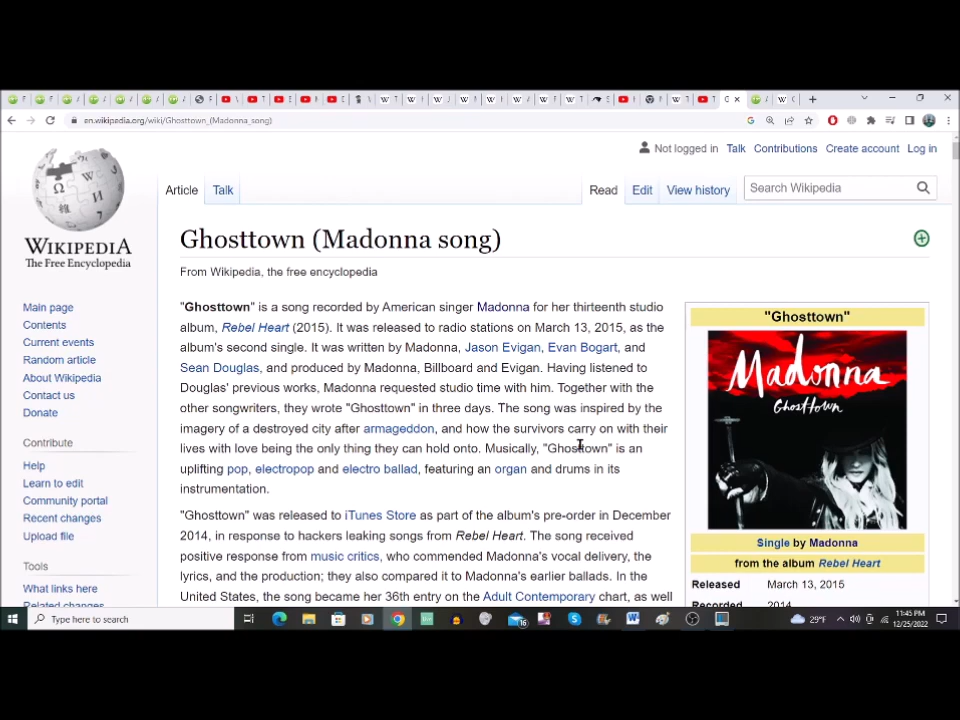 en.wikipedia.org/wiki/Ghosttown_(Madonna_song)
Not logged in Talk Contributions Create account Log in
Article Talk Read Edit View history Search Wikipedia
WIKIPEDIA
The Free Encyclopedia
Ghosttown (Madonna song)
From Wikipedia, the free encyclopedia
Main page
Contents
Current events
Random article
About Wikipedia
Contact us
Donate
Contribute
Help
Learn to edit
Community portal
Recent changes
Upload file
Tools
What links here
Related changes
"Ghosttown" is a song recorded by American singer Madonna for her thirteenth studio
album, Rebel Heart (2015). It was released to radio stations on March 13, 2015, as the
album's second single. It was written by Madonna, Jason Evigan, Evan Bogart, and
Sean Douglas, and produced by Madonna, Billboard and Evigan. Having listened to
Douglas' previous works, Madonna requested studio time with him. Together with the
other songwriters, they wrote "Ghosttown" in three days. The song was inspired by the
imagery of a destroyed city after armageddon, and how the survivors carry on with their
lives with love being the only thing they can hold onto. Musically, "Ghosttown" is an
uplifting pop, electropop and electro ballad, featuring an organ and drums in its
instrumentation.
"Ghosttown" was released to iTunes Store as part of the album's pre-order in December
2014, in response to hackers leaking songs from Rebel Heart. The song received
positive response from music critics, who commended Madonna's vocal delivery, the
lyrics, and the production; they also compared it to Madonna's earlier ballads. In the
United States, the song became her 36th entry on the Adult Contemporary chart, as well
"Ghosttown"
Madonna
Ghosttown
Single by Madonna
from the album Rebel Heart
Released March 13, 2015
Recorded 2014
Type here to search
16
29°F
11:45 PM
12/25/2022